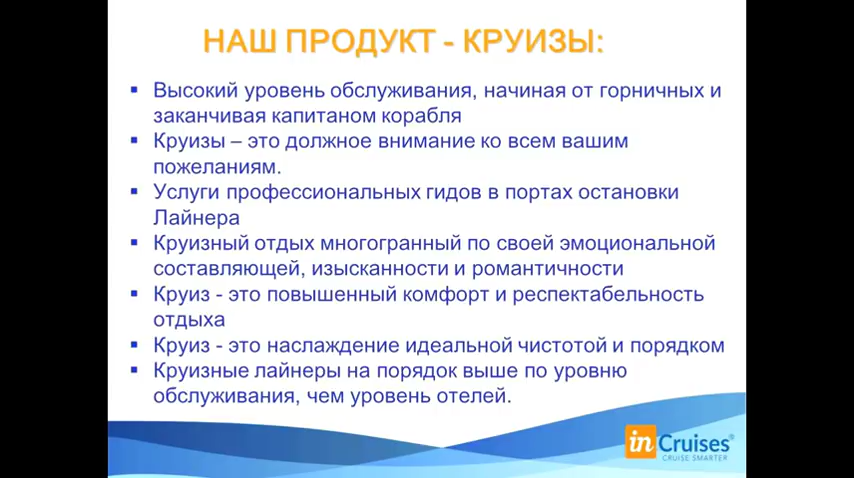 НАШ ПРОДУКТ - КРУИЗЫ:
▪ Высокий уровень обслуживания, начиная от горничных и
заканчивая капитаном корабля
▪ Круизы – это должное внимание ко всем вашим
пожеланиям.
▪ Услуги профессиональных гидов в портах остановки
Лайнера
▪ Круизный отдых многогранный по своей эмоциональной
составляющей, изысканности и романтичности
▪ Круиз - это повышенный комфорт и респектабельность
отдыха
▪ Круиз - это наслаждение идеальной чистотой и порядком
▪ Круизные лайнеры на порядок выше по уровню
обслуживания, чем уровень отелей.
inCruises®
CRUISE SMARTER